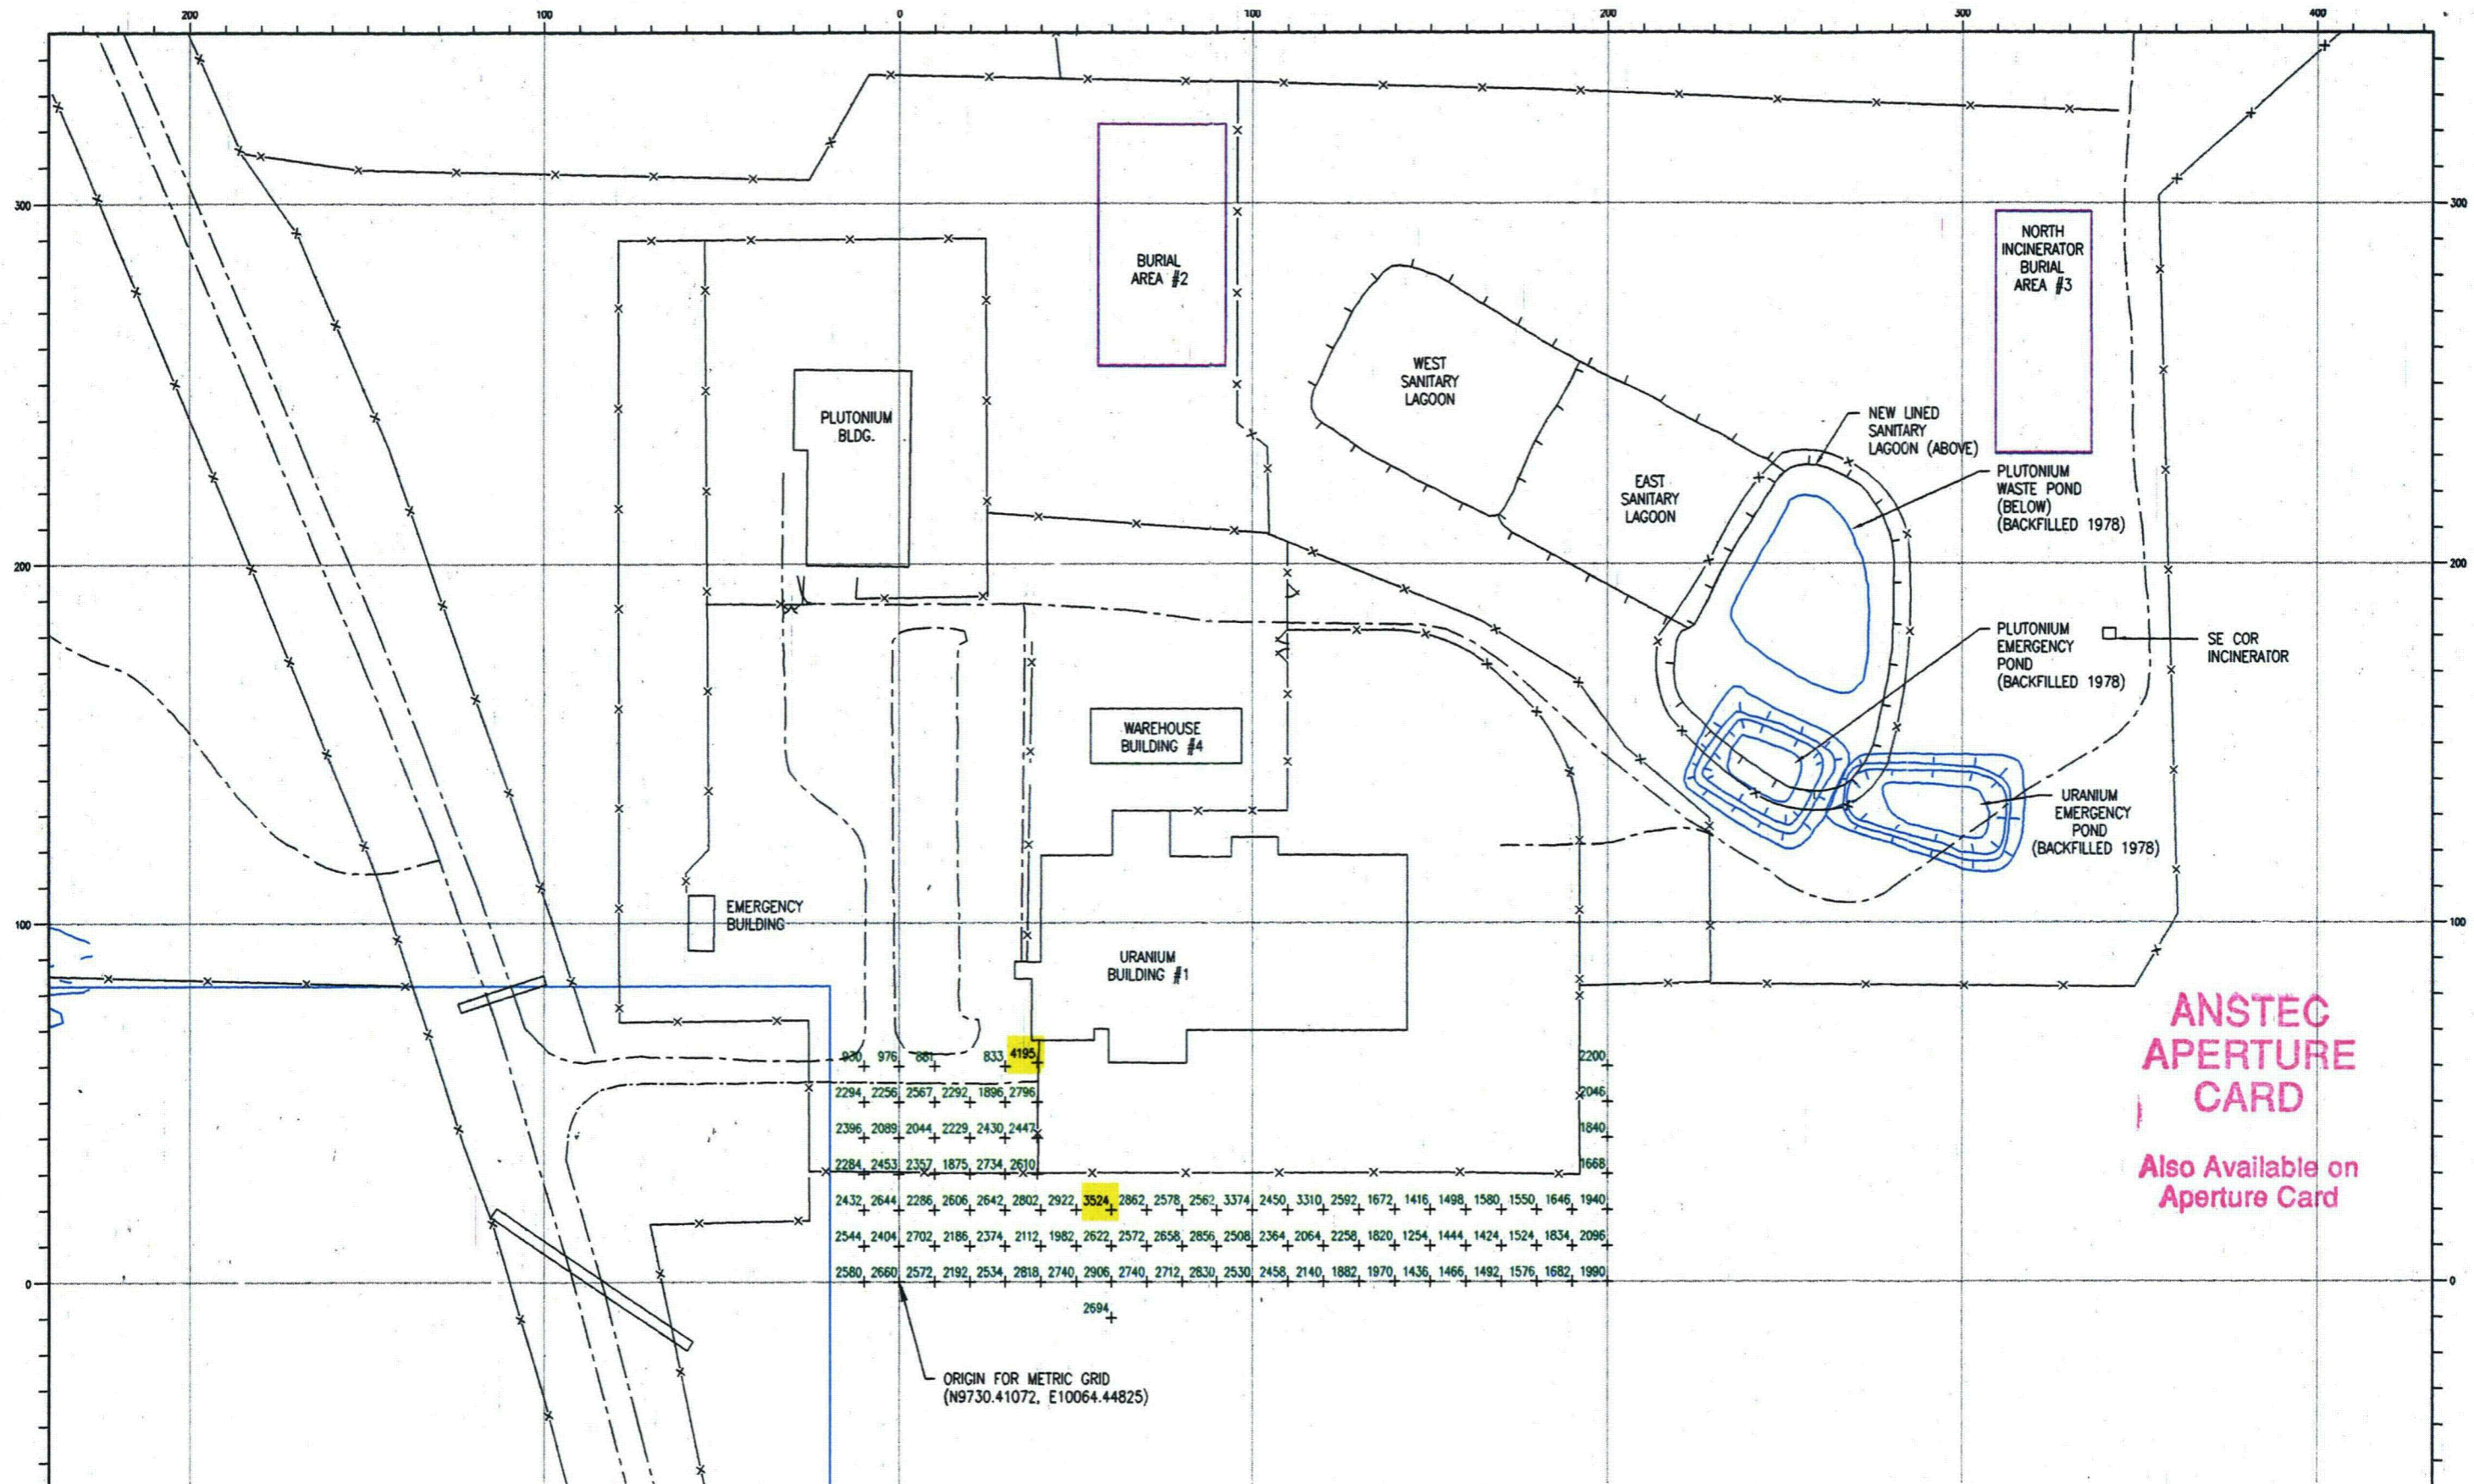 200 100 0 100 200 300 400
300 300
BURIAL
AREA #2
NORTH
INCINERATOR
BURIAL
AREA #3
WEST
SANITARY
LAGOON
PLUTONIUM
BLDG.
NEW LINED
SANITARY
LAGOON (ABOVE)
EAST
SANITARY
LAGOON
PLUTONIUM
WASTE POND
(BELOW)
(BACKFILLED 1978)
200 200
PLUTONIUM
EMERGENCY
POND
(BACKFILLED 1978)
SE COR
INCINERATOR
WAREHOUSE
BUILDING #4
URANIUM
EMERGENCY
POND
(BACKFILLED 1978)
EMERGENCY
BUILDING
100 100
URANIUM
BUILDING #1
ANSTEC
APERTURE
CARD
Also Available on
Aperture Card
930 976 881 833 4195 2200
2294 2256 2567 2292 1896 2796 2046
2396 2089 2044 2229 2430 2447 1840
2284 2453 2357 1875 2734 2610 1668
2432 2644 2286 2606 2642 2802 2922 3524 2862 2578 2562 3374 2450 3310 2592 1672 1416 1498 1580 1550 1646 1940
2544 2404 2702 2186 2374 2112 1982 2622 2572 2658 2856 2508 2364 2064 2258 1820 1254 1444 1424 1524 1834 2096
0 2580 2660 2572 2192 2534 2818 2740 2906 2740 2712 2830 2530 2458 2140 1882 1970 1436 1466 1492 1576 1682 1990 0
2694
ORIGIN FOR METRIC GRID
(N9730.41072, E10064.44825)